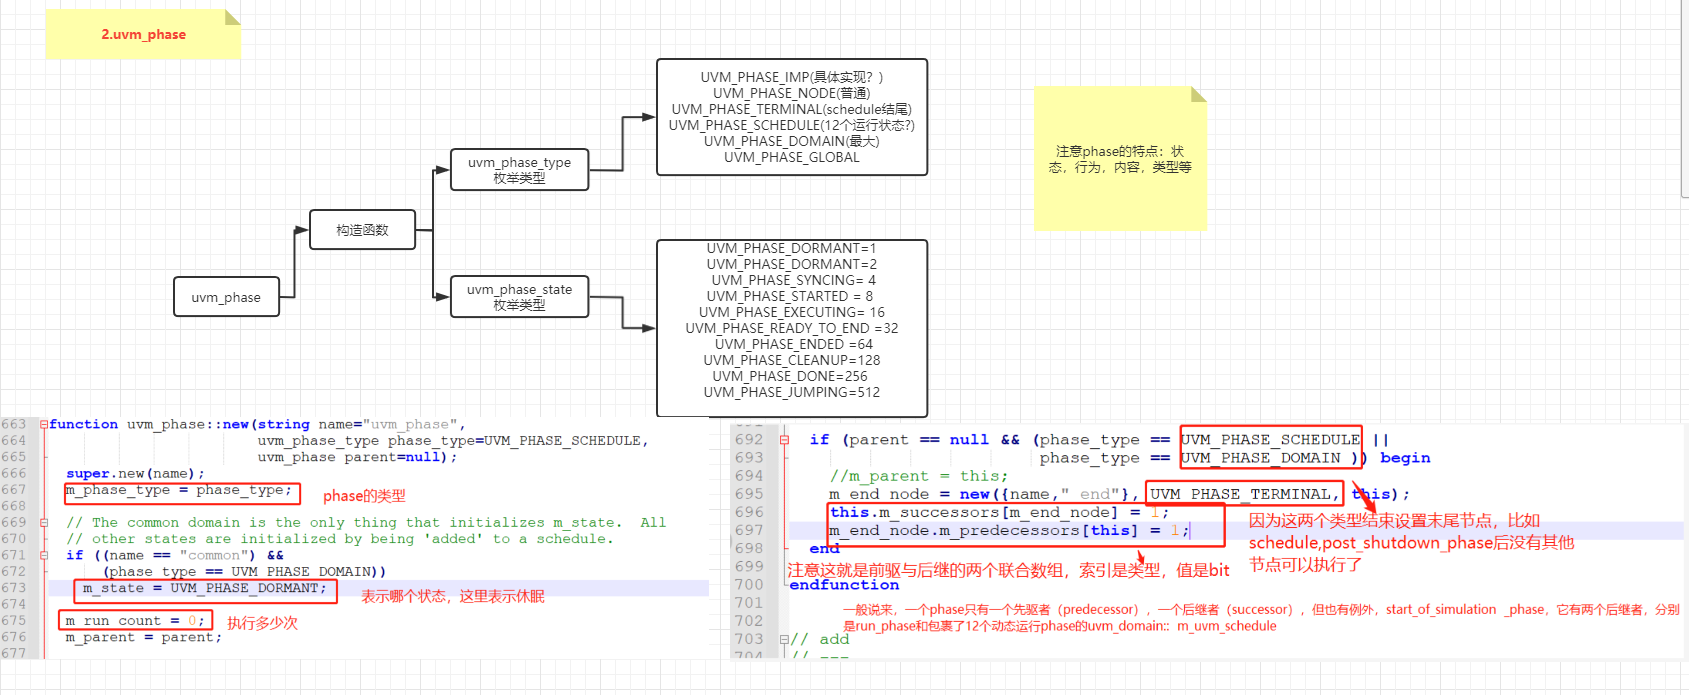 2.uvm_phase
UVM_PHASE_IMP(具体实现？)
UVM_PHASE_NODE(普通)
UVM_PHASE_TERMINAL(schedule结尾)
UVM_PHASE_SCHEDULE(12个运行状态?)
UVM_PHASE_DOMAIN(最大)
UVM_PHASE_GLOBAL
注意phase的特点：状
态，行为，内容，类型等
uvm_phase_type
枚举类型
构造函数
uvm_phase
uvm_phase_state
枚举类型
UVM_PHASE_DORMANT=1
UVM_PHASE_DORMANT=2
UVM_PHASE_SYNCING= 4
UVM_PHASE_STARTED = 8
UVM_PHASE_EXECUTING= 16
UVM_PHASE_READY_TO_END =32
UVM_PHASE_ENDED =64
UVM_PHASE_CLEANUP=128
UVM_PHASE_DONE=256
UVM_PHASE_JUMPING=512
663 function uvm_phase::new(string name="uvm_phase",
664 uvm_phase_type phase_type=UVM_PHASE_SCHEDULE,
665 uvm_phase parent=null);
666 super.new(name);
667 m_phase_type = phase_type;
phase的类型
668
669 // The common domain is the only thing that initializes m_state.  All
670 // other states are initialized by being 'added' to a schedule.
671 if ((name == "common") &&
672 (phase_type == UVM_PHASE_DOMAIN))
673 m_state = UVM_PHASE_DORMANT;
表示哪个状态，这里表示休眠
674
675 m_run_count = 0;
执行多少次
676 m_parent = parent;
677
691
692 if (parent == null && (phase_type == UVM_PHASE_SCHEDULE ||
693 phase_type == UVM_PHASE_DOMAIN )) begin
694 //m_parent = this;
695 m_end_node = new({name,"_end"}, UVM_PHASE_TERMINAL, this);
696 this.m_successors[m_end_node] = 1;
697 m_end_node.m_predecessors[this] = 1;
698 end
因为这两个类型结束设置末尾节点，比如
schedule,post_shutdown_phase后没有其他
节点可以执行了
699
注意这就是前驱与后继的两个联合数组，索引是类型，值是bit
700 endfunction
701
一般说来，一个phase只有一个先驱者（predecessor），一个后继者（successor），但也有例外，start_of_simulation _phase，它有两个后继者，分别
702
是run_phase和包裹了12个动态运行phase的uvm_domain:: m_uvm_schedule
703 // add
704 // ---